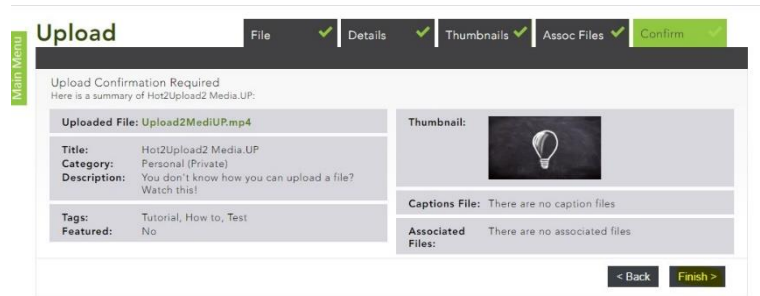 Main Menu
Upload
File
Details
Thumbnails
Assoc Files
Confirm
Upload Confirmation Required
Here is a summary of Hot2Upload2 Media.UP:
Uploaded File: Upload2MediUP.mp4
Title: Hot2Upload2 Media.UP
Category: Personal (Private)
Description: You don't know how you can upload a file?
Watch this!
Tags: Tutorial, How to, Test
Featured: No
Thumbnail:
Captions File: There are no caption files
Associated Files: There are no associated files
< Back
Finish >